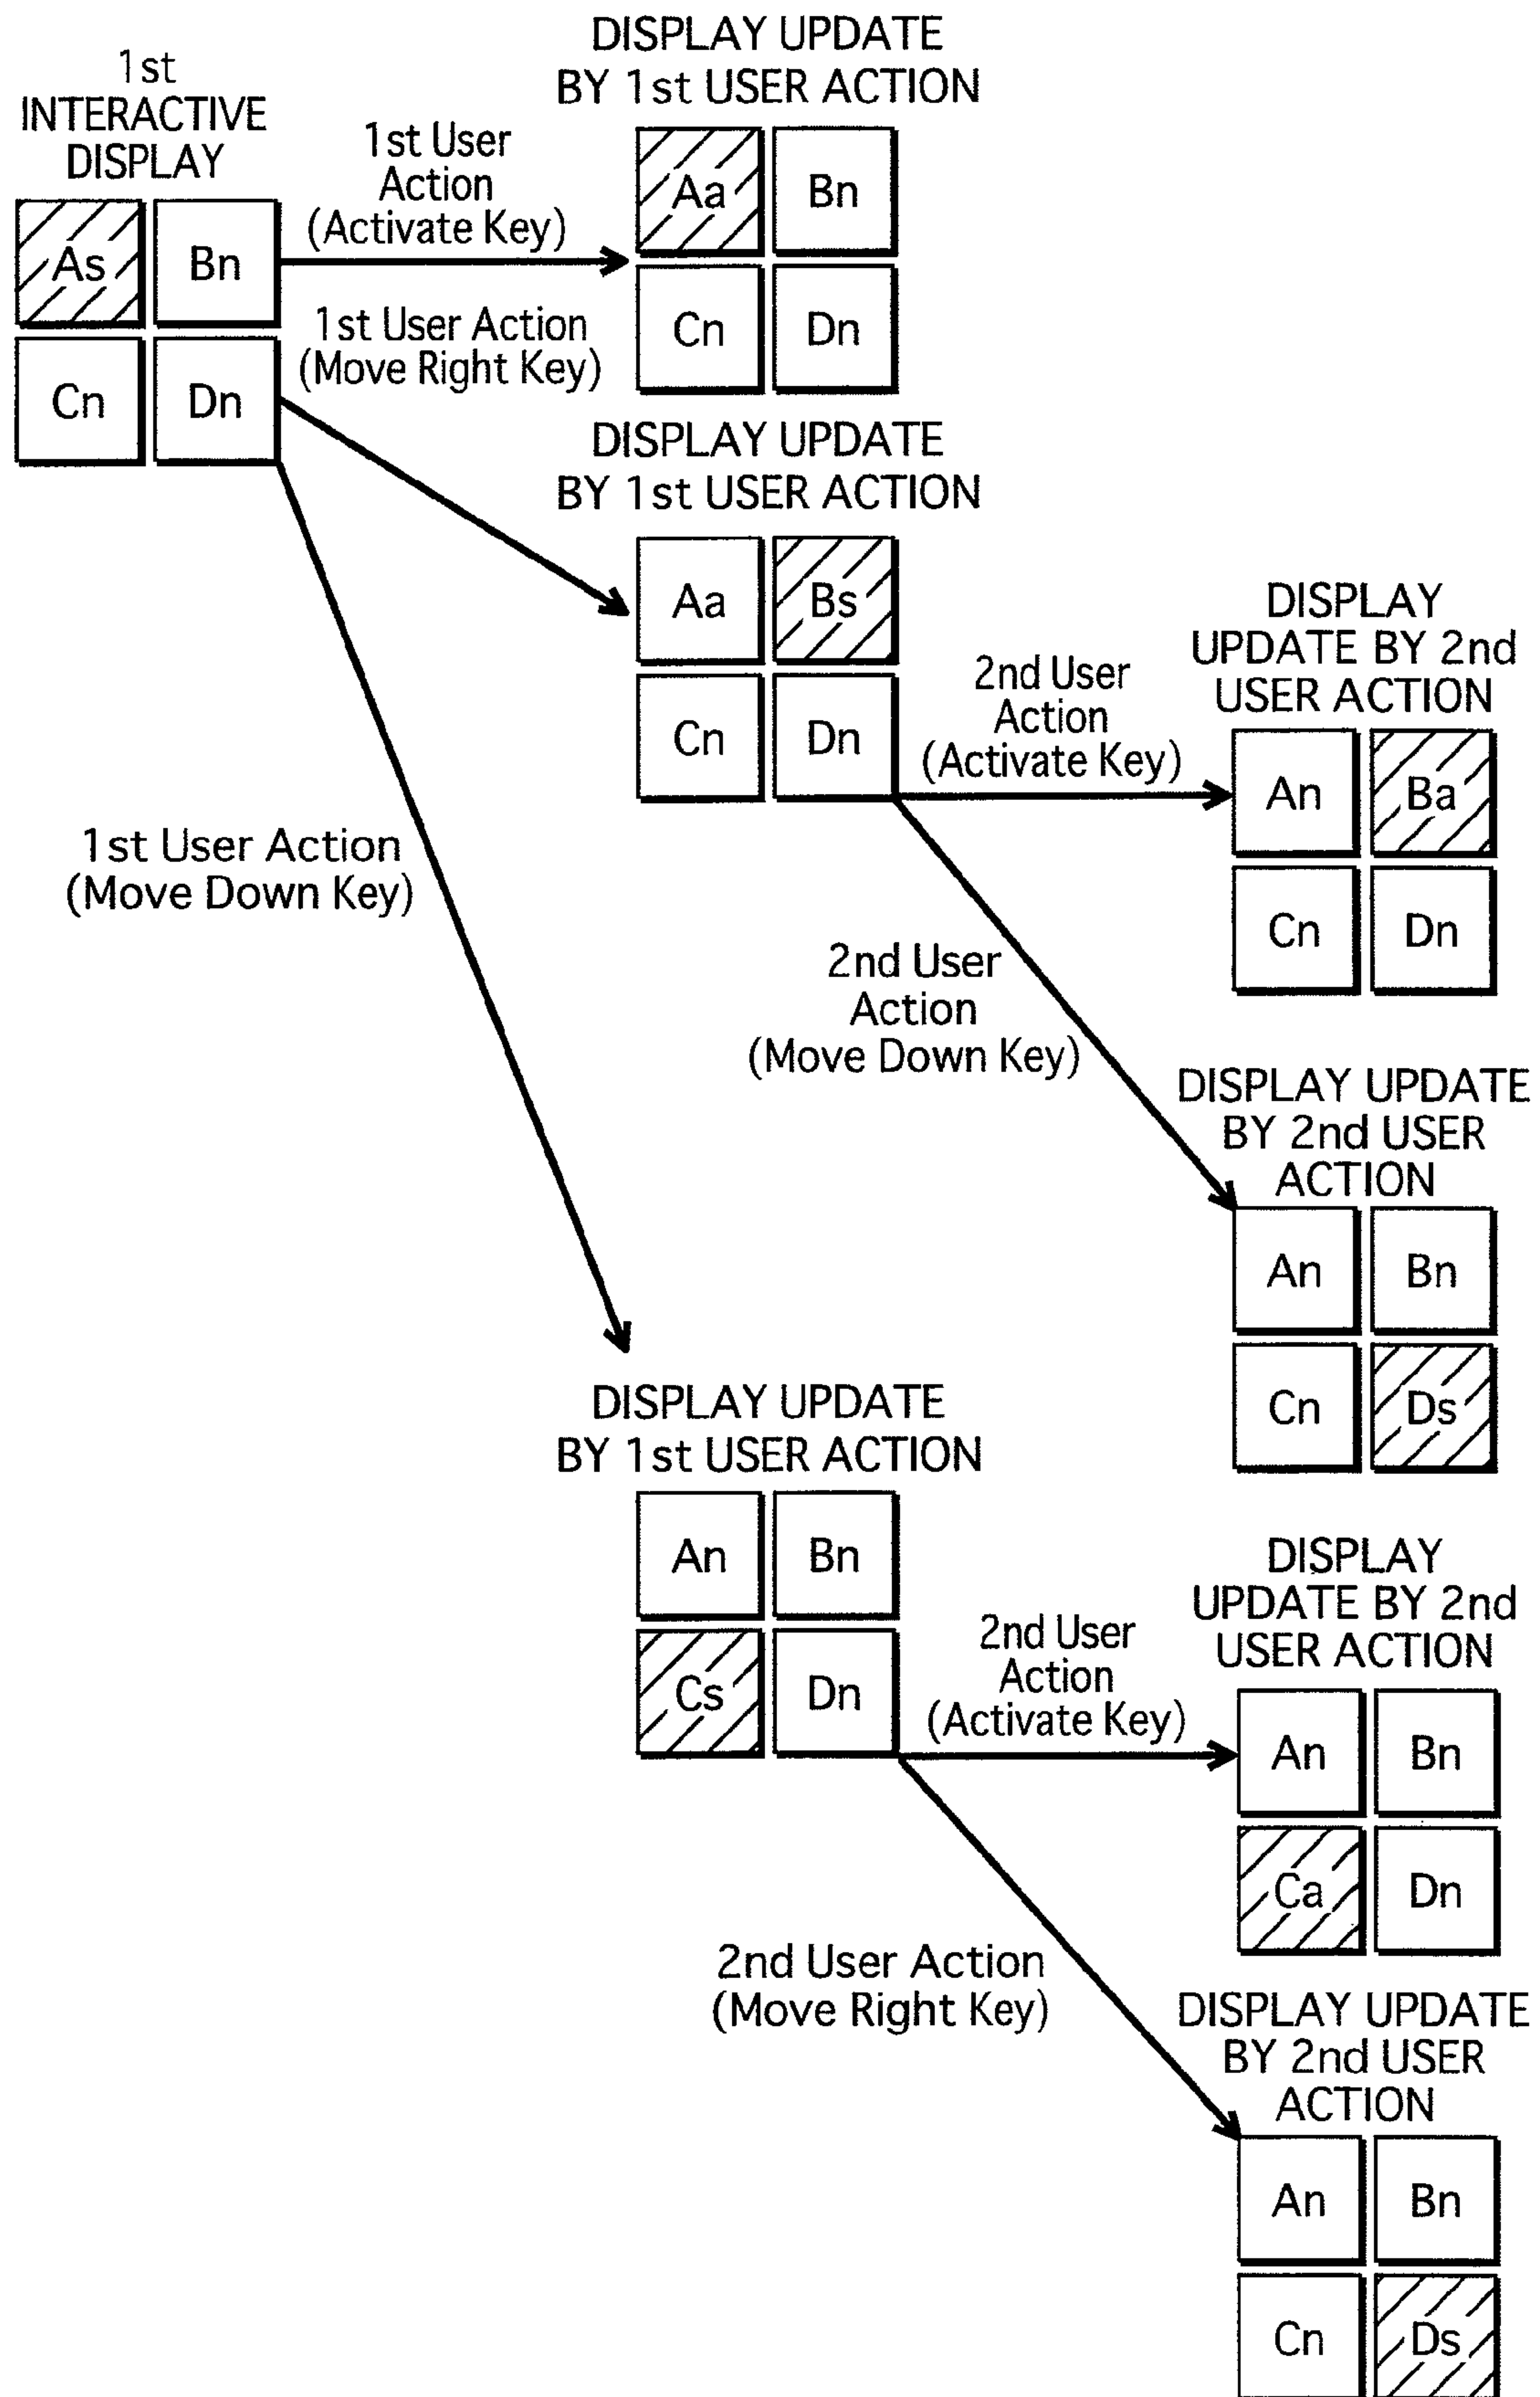 1st
INTERACTIVE
DISPLAY
As Bn
Cn Dn
1st User
Action
(Activate Key)
DISPLAY UPDATE
BY 1st USER ACTION
Aa Bn
Cn Dn
1st User Action
(Move Right Key)
DISPLAY UPDATE
BY 1st USER ACTION
Aa Bs
Cn Dn
2nd User
Action
(Activate Key)
DISPLAY
UPDATE BY 2nd
USER ACTION
An Ba
Cn Dn
2nd User
Action
(Move Down Key)
DISPLAY UPDATE
BY 2nd USER
ACTION
An Bn
Cn Ds
1st User Action
(Move Down Key)
DISPLAY UPDATE
BY 1st USER ACTION
An Bn
Cs Dn
2nd User
Action
(Activate Key)
DISPLAY
UPDATE BY 2nd
USER ACTION
An Bn
Ca Dn
2nd User Action
(Move Right Key)
DISPLAY UPDATE
BY 2nd USER
ACTION
An Bn
Cn Ds